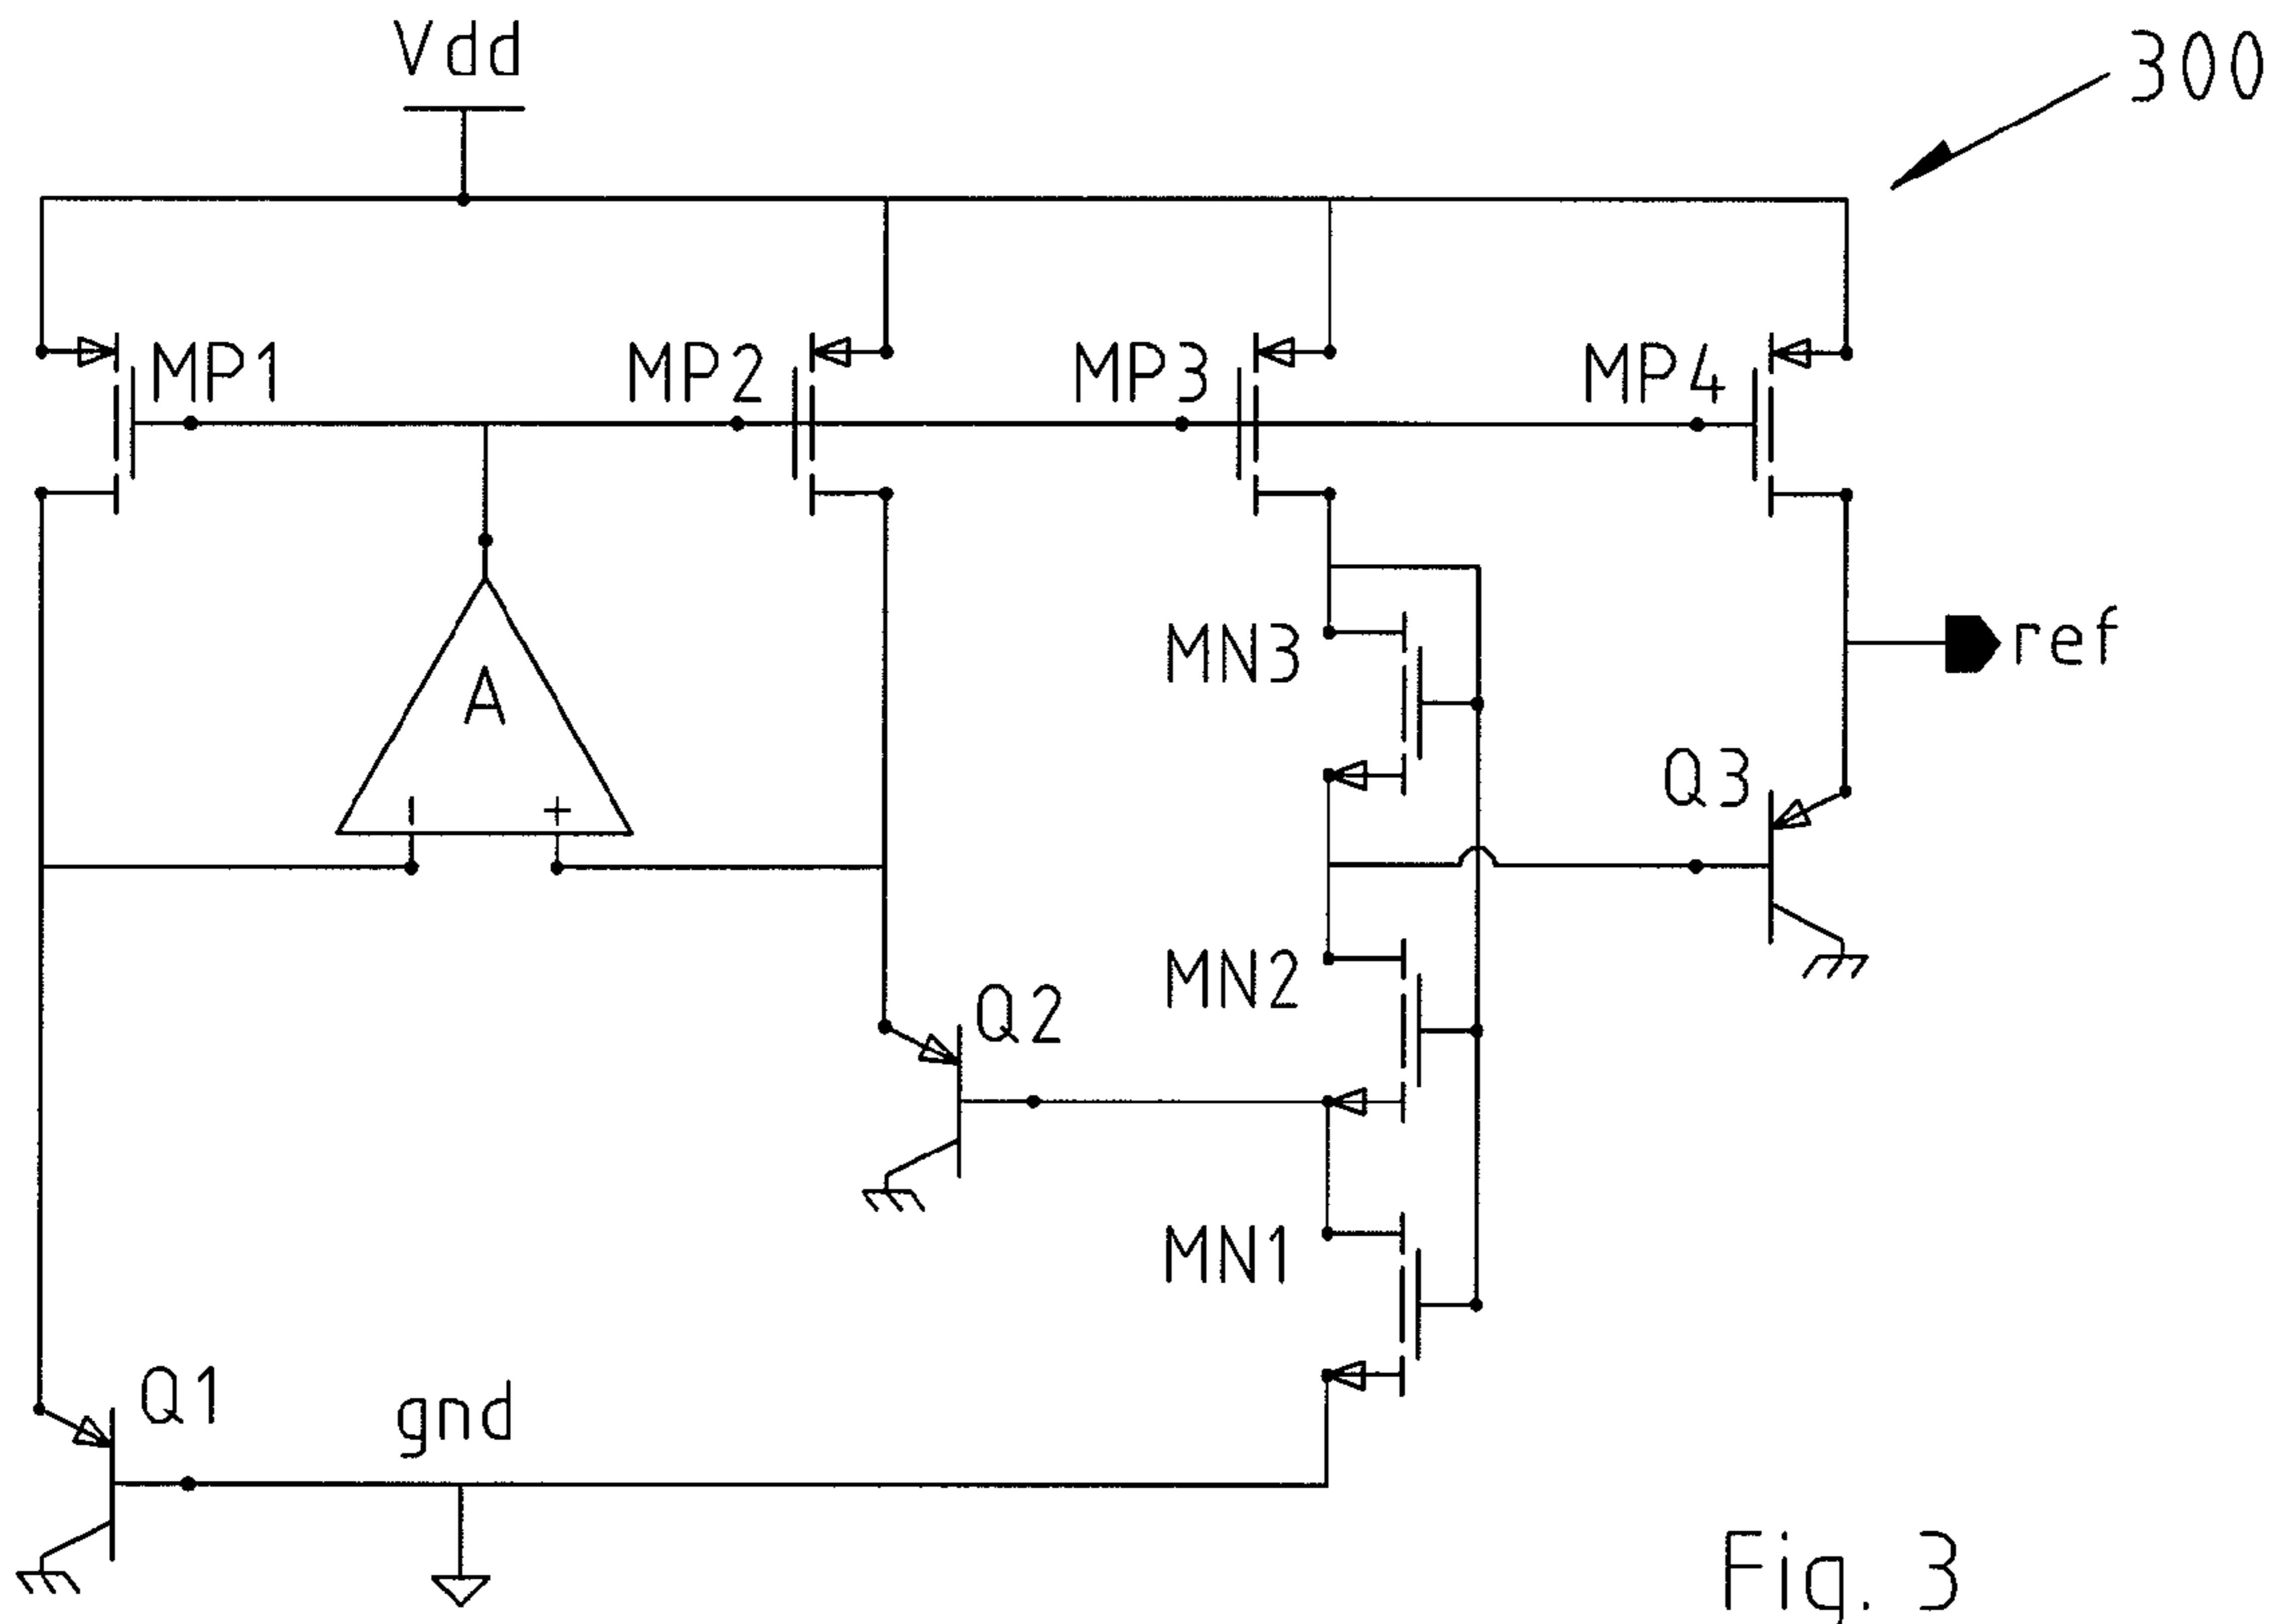 Vdd
300
MP1
MP2
MP3
MP4
MN3
ref
A
- +
Q3
MN2
Q2
MN1
Q1
gnd
Fig. 3